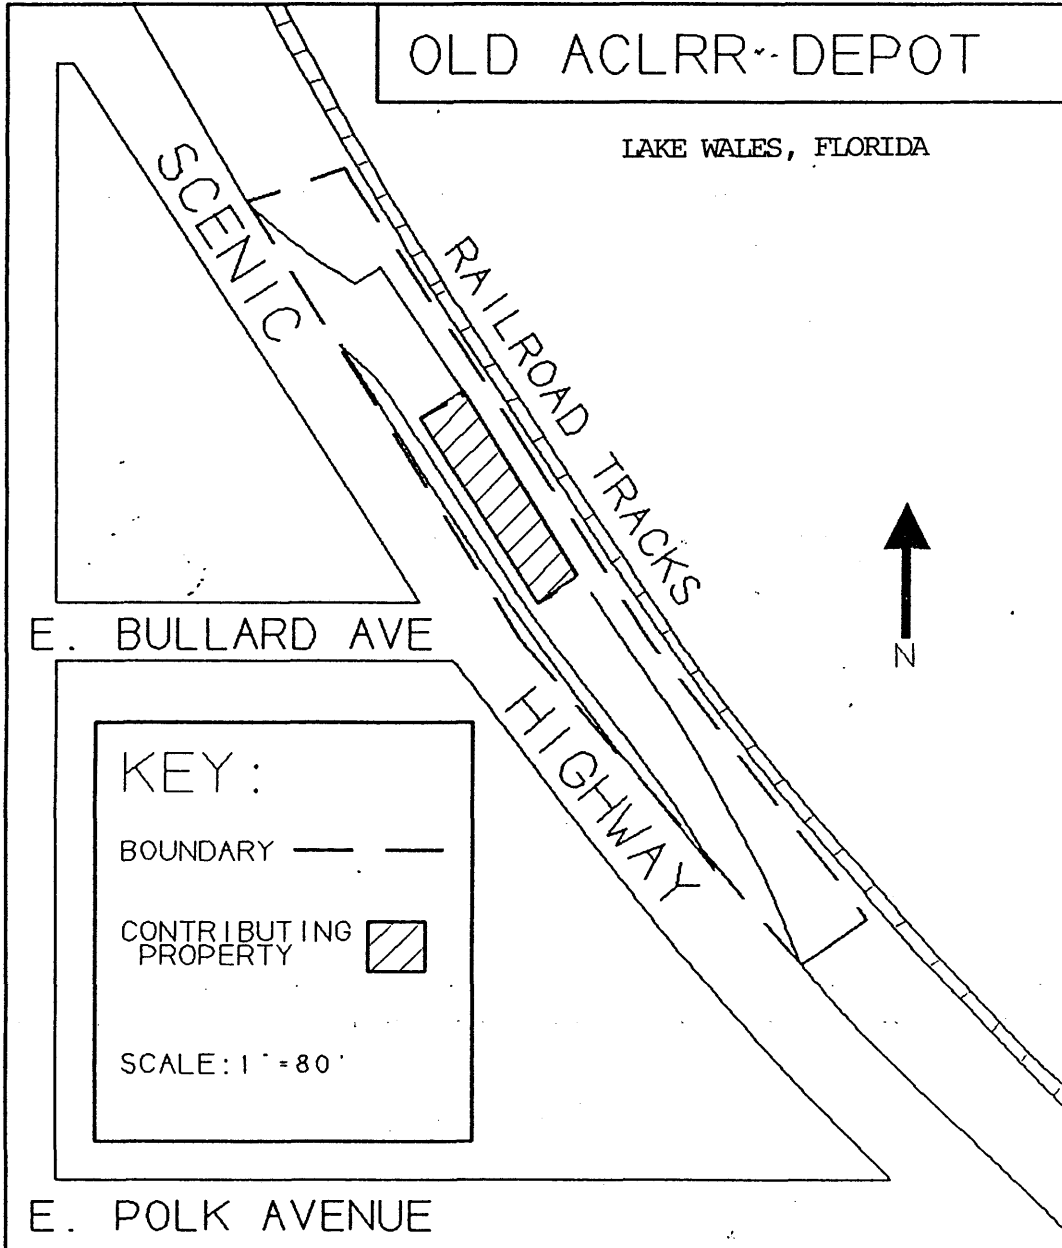 OLD ACLRR DEPOT
LAKE WALES, FLORIDA
SCENIC
RAILROAD TRACKS
N
E. BULLARD AVE
HIGHWAY
KEY:
BOUNDARY
CONTRIBUTING
PROPERTY
SCALE: 1"=80'
E. POLK AVENUE